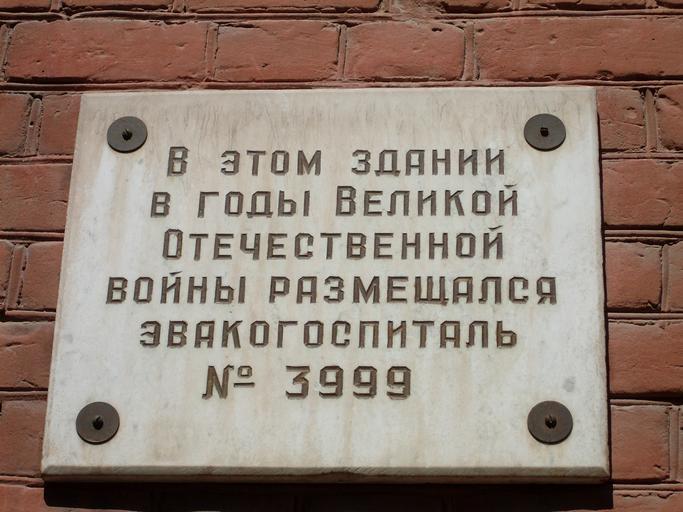 В этом здании
в годы Великой
Отечественной
войны размещался
эвакогоспиталь
№ 3999